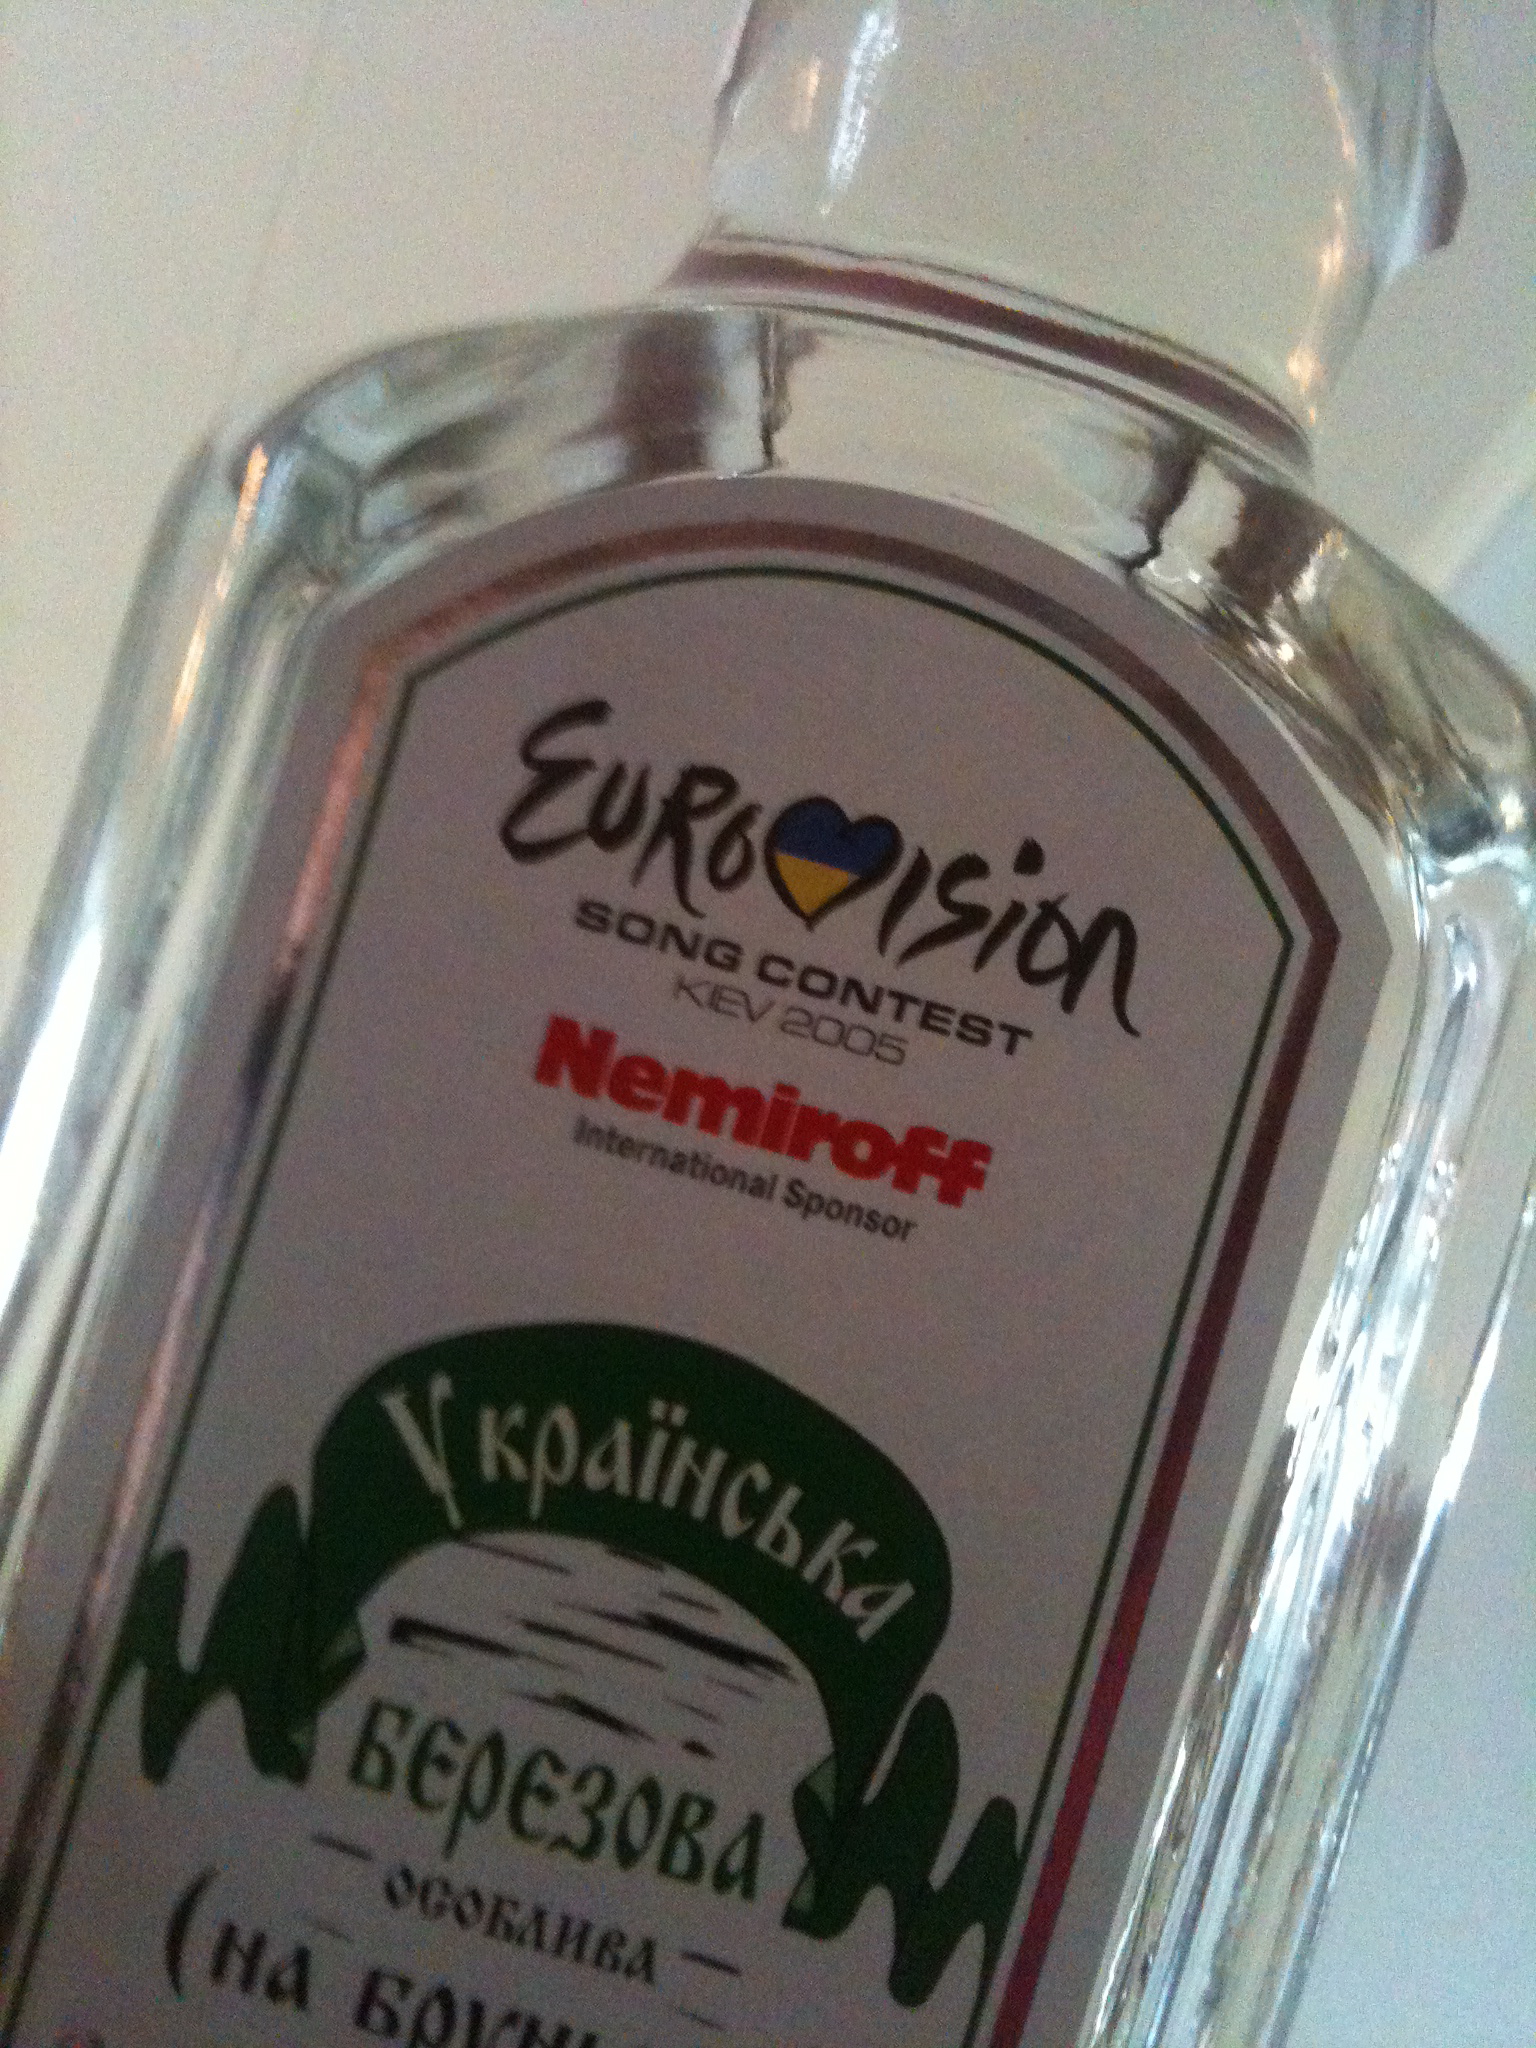 EUROVISION
SONG CONTEST
KIEV 2005
Nemiroff
International Sponsor
Українська
БЕРЕЗОВА
ОСОБЛИВА
(НА